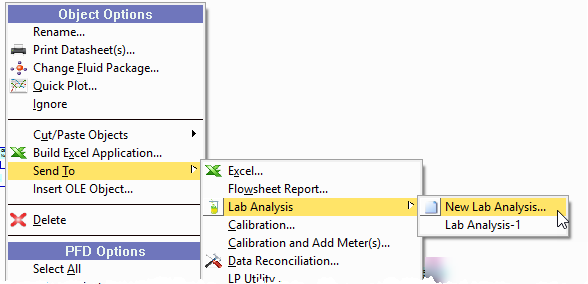 Object Options
Rename...
Print Datasheet(s)...
Change Fluid Package...
Quick Plot...
Ignore
Cut/Paste Objects
Build Excel Application...
Send To
Insert OLE Object...
Delete
PFD Options
Select All
Excel...
Flowsheet Report...
Lab Analysis
Calibration...
Calibration and Add Meter(s)...
Data Reconciliation...
LP Utility
New Lab Analysis...
Lab Analysis-1